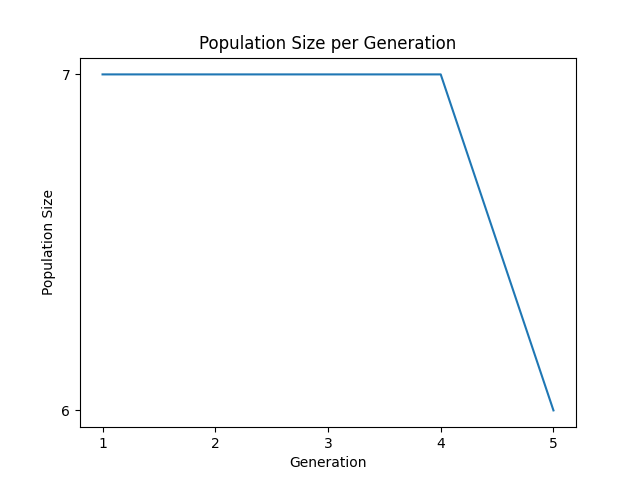 Population Size per Generation
7
6
Population Size
1 2 3 4 5
Generation